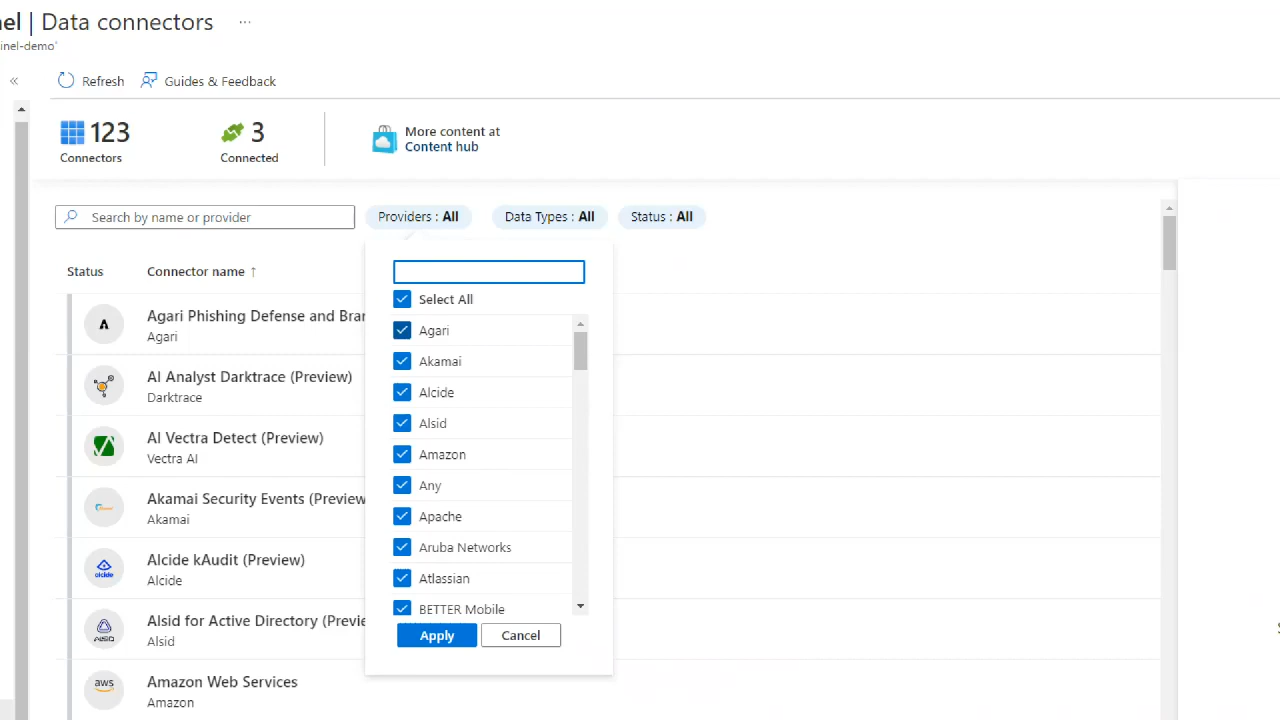 nel | Data connectors ...
inel-demo'
«
Refresh
Guides & Feedback
123
Connectors
3
Connected
More content at
Content hub
Search by name or provider
Providers : All
Data Types : All
Status : All
Status
Connector name ↑
Select All
Agari
Akamai
Alcide
Alsid
Amazon
Any
Apache
Aruba Networks
Atlassian
BETTER Mobile
Apply
Cancel
A
Agari Phishing Defense and Bran
Agari
AI Analyst Darktrace (Preview)
Darktrace
AI Vectra Detect (Preview)
Vectra AI
Akamai Security Events (Preview
Akamai
alcide
Alcide kAudit (Preview)
Alcide
ALSID
Alsid for Active Directory (Previe
Alsid
aws
Amazon Web Services
Amazon